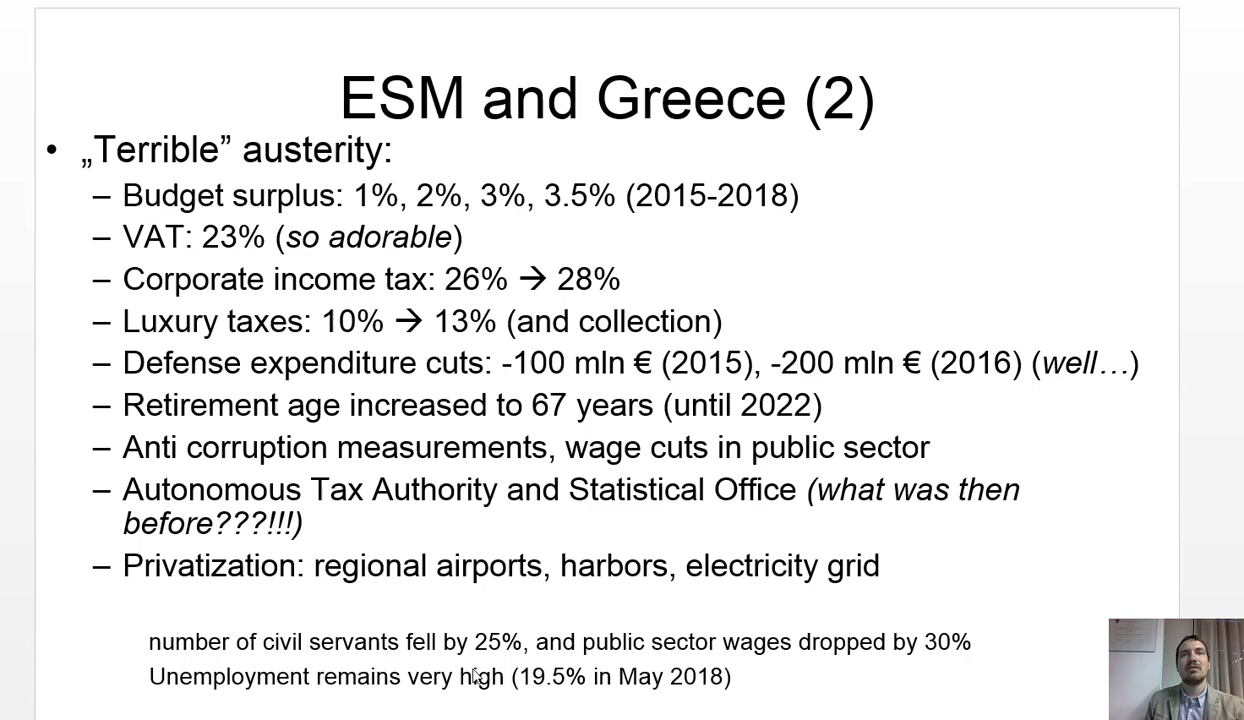 ESM and Greece (2)
• „Terrible” austerity:
– Budget surplus: 1%, 2%, 3%, 3.5% (2015-2018)
– VAT: 23% (so adorable)
– Corporate income tax: 26% → 28%
– Luxury taxes: 10% → 13% (and collection)
– Defense expenditure cuts: -100 mln € (2015), -200 mln € (2016) (well…)
– Retirement age increased to 67 years (until 2022)
– Anti corruption measurements, wage cuts in public sector
– Autonomous Tax Authority and Statistical Office (what was then
before???!!!)
– Privatization: regional airports, harbors, electricity grid
number of civil servants fell by 25%, and public sector wages dropped by 30%
Unemployment remains very high (19.5% in May 2018)